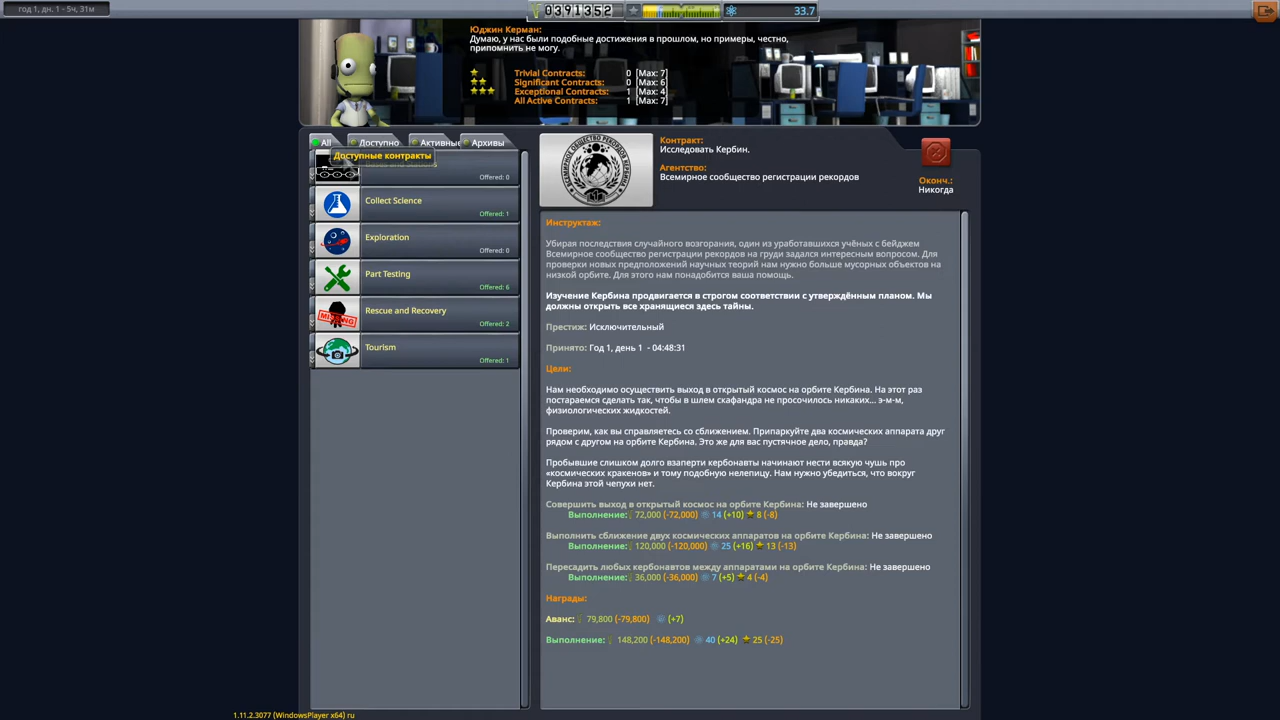 год 1, дн. 1 - 5ч, 31м
0391352
33.7
Юджин Керман:
Думаю, у нас были подобные достижения в прошлом, но примеры, честно,
припомнить не могу.
Trivial Contracts: 0 [Max: 7]
Significant Contracts: 0 [Max: 6]
Exceptional Contracts: 1 [Max: 4]
All Active Contracts: 1 [Max: 7]
All
Доступно
Активные
Архивы
Доступные контракты
Offered: 0
Collect Science
Offered: 1
Exploration
Offered: 0
Part Testing
Offered: 6
MISSING
Rescue and Recovery
Offered: 2
Tourism
Offered: 1
ВСЕМИРНОЕ ОБЩЕСТВО РЕКОРДОВ КЕРБИНА
Контракт:
Исследовать Кербин.
Агентство:
Всемирное сообщество регистрации рекордов
Оконч.:
Никогда
Инструктаж:
Убирая последствия случайного возгорания, один из уработавшихся учёных с бейджем
Всемирное сообщество регистрации рекордов на груди задался интересным вопросом. Для
проверки новых предположений научных теорий нам нужно больше мусорных объектов на
низкой орбите. Для этого нам понадобится ваша помощь.
Изучение Кербина продвигается в строгом соответствии с утверждённым планом. Мы
должны открыть все хранящиеся здесь тайны.
Престиж: Исключительный
Принято: Год 1, день 1 - 04:48:31
Цели:
Нам необходимо осуществить выход в открытый космос на орбите Кербина. На этот раз
постараемся сделать так, чтобы в шлем скафандра не просочилось никаких... э-м-м,
физиологических жидкостей.
Проверим, как вы справляетесь со сближением. Припаркуйте два космических аппарата друг
рядом с другом на орбите Кербина. Это же для вас пустячное дело, правда?
Пробывшие слишком долго взаперти кербонавты начинают нести всякую чушь про
«космических кракенов» и тому подобную нелепицу. Нам нужно убедиться, что вокруг
Кербина этой чепухи нет.
Совершить выход в открытый космос на орбите Кербина: Не завершено
Выполнение: 72,000 (-72,000) 14 (+10) 8 (-8)
Выполнить сближение двух космических аппаратов на орбите Кербина: Не завершено
Выполнение: 120,000 (-120,000) 25 (+16) 13 (-13)
Пересадить любых кербонавтов между аппаратами на орбите Кербина: Не завершено
Выполнение: 36,000 (-36,000) 7 (+5) 4 (-4)
Награды:
Аванс: 79,800 (-79,800) (+7)
Выполнение: 148,200 (-148,200) 40 (+24) 25 (-25)
1.11.2.3077 (WindowsPlayer x64) ru